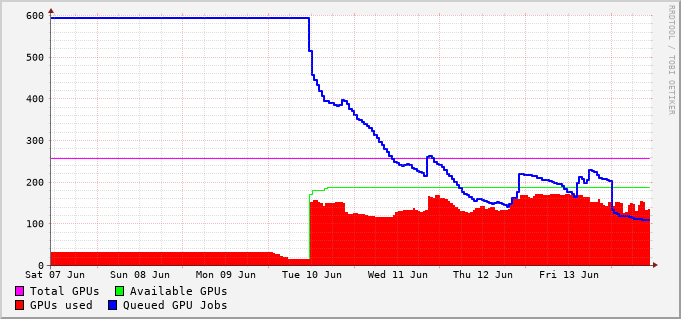 600
500
400
300
200
100
0
Sat 07 Jun Sun 08 Jun Mon 09 Jun Tue 10 Jun Wed 11 Jun Thu 12 Jun Fri 13 Jun
Total GPUs Available GPUs
GPUs used Queued GPU Jobs
RRDTOOL / TOBI OETIKER